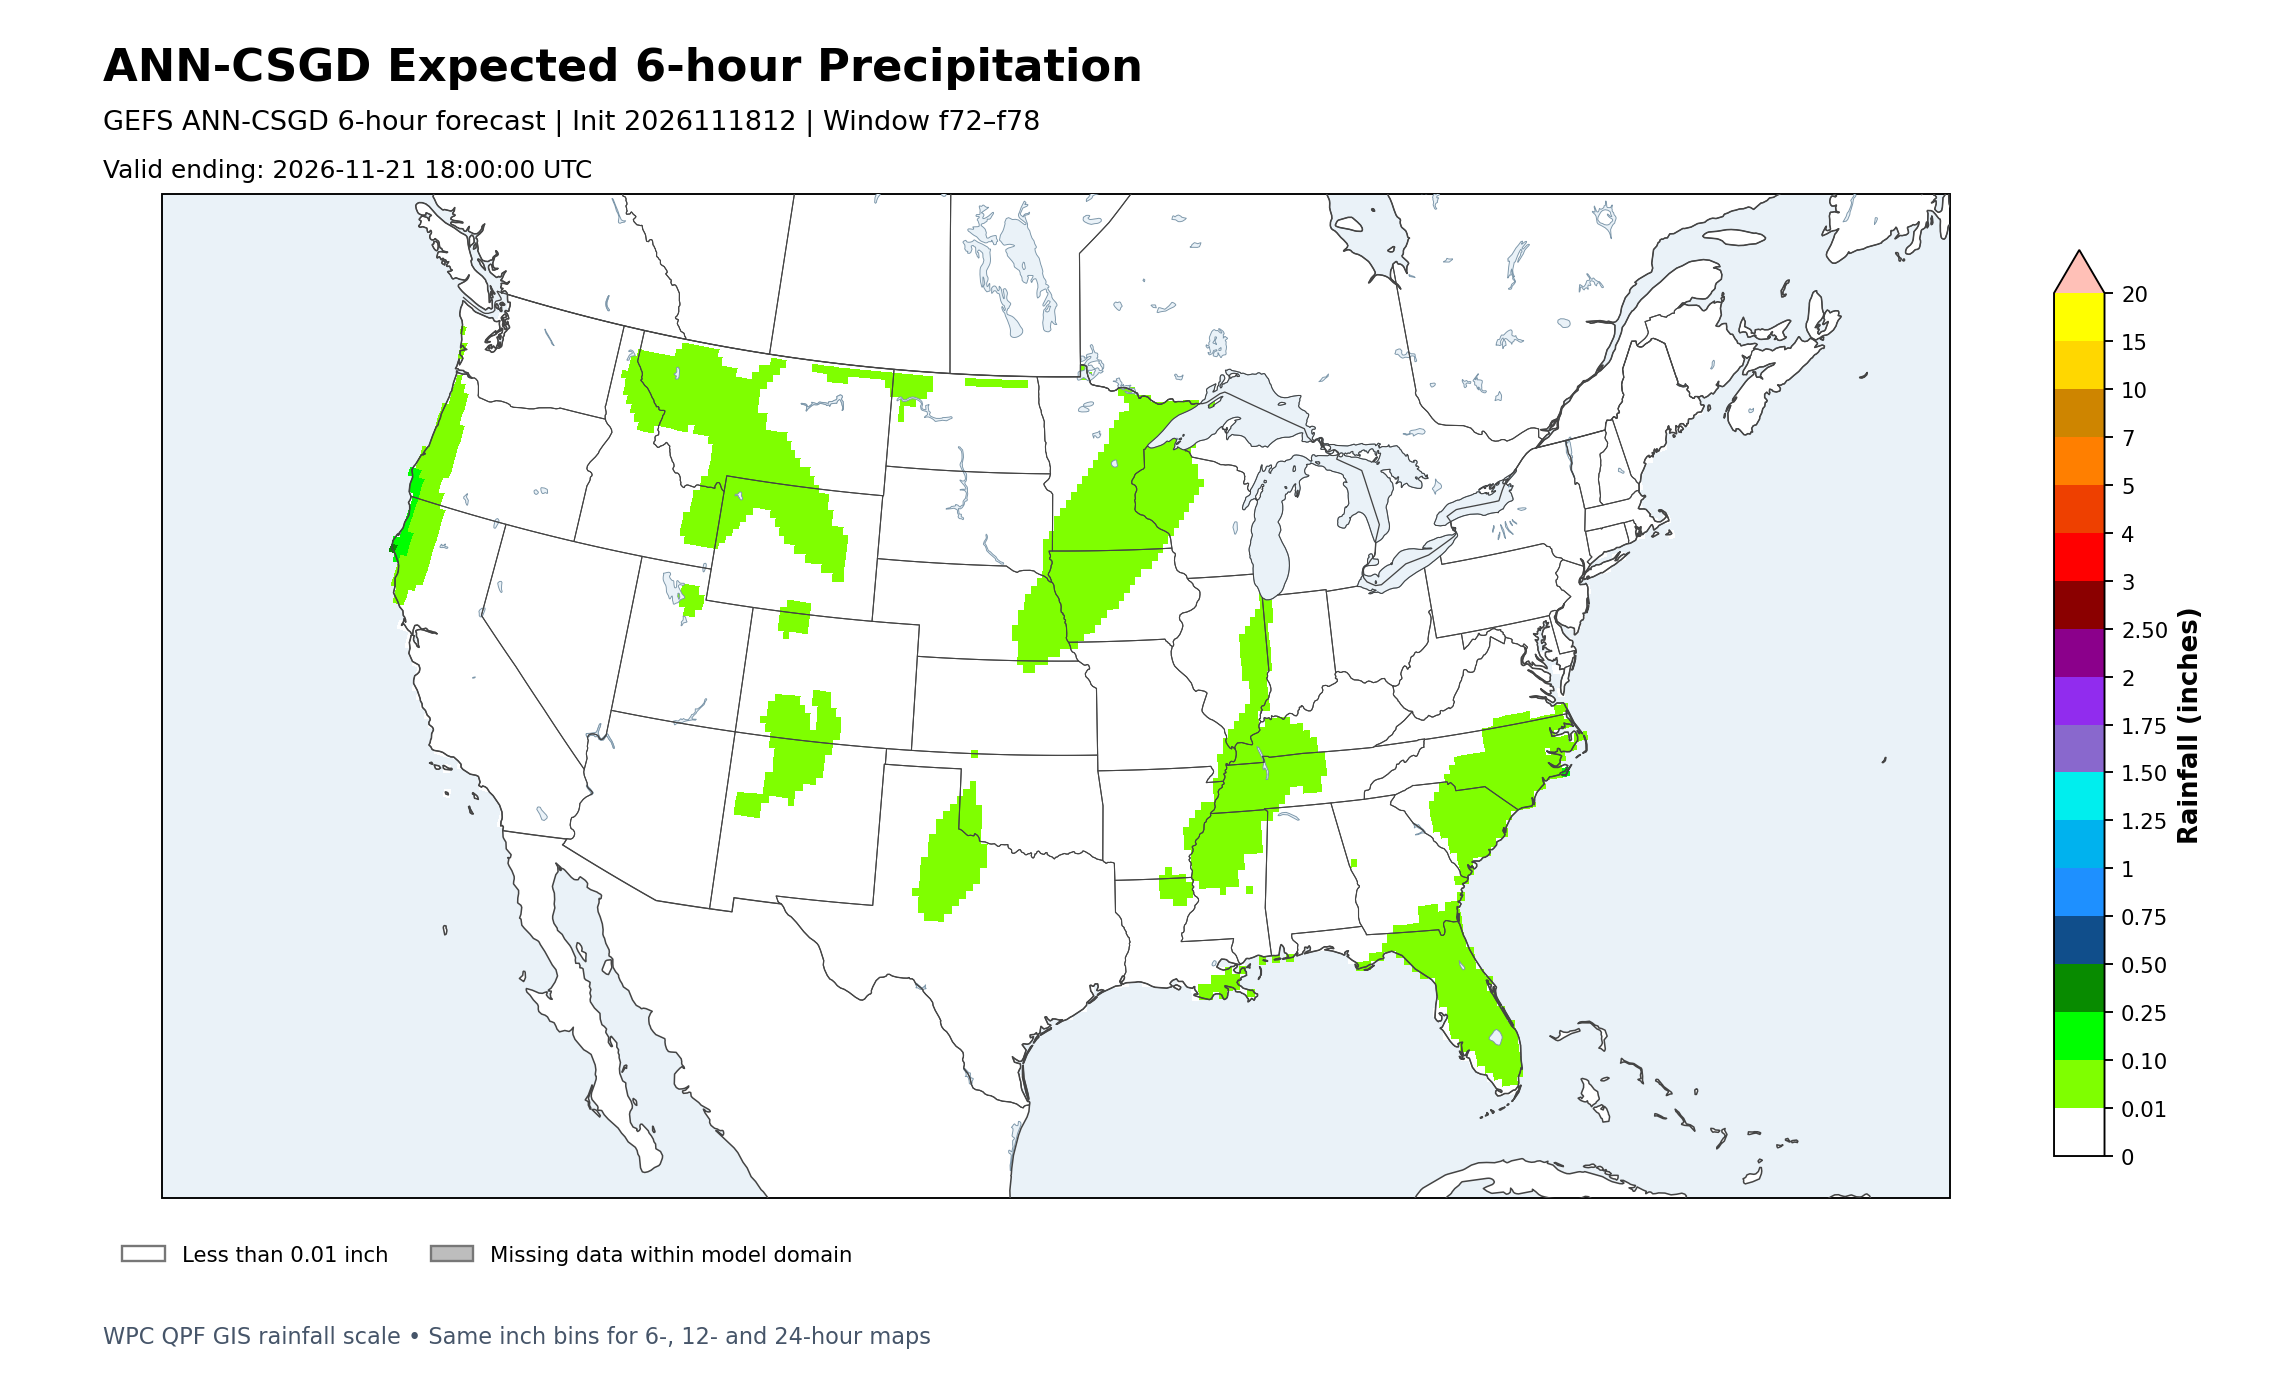 ANN-CSGD Expected 6-hour Precipitation
GEFS ANN-CSGD 6-hour forecast | Init 2026111812 | Window f72–f78
Valid ending: 2026-11-21 18:00:00 UTC
20
15
10
7
5
4
3
2.50
2
1.75
1.50
1.25
1
0.75
0.50
0.25
0.10
0.01
0
Rainfall (inches)
Less than 0.01 inch
Missing data within model domain
WPC QPF GIS rainfall scale • Same inch bins for 6-, 12- and 24-hour maps